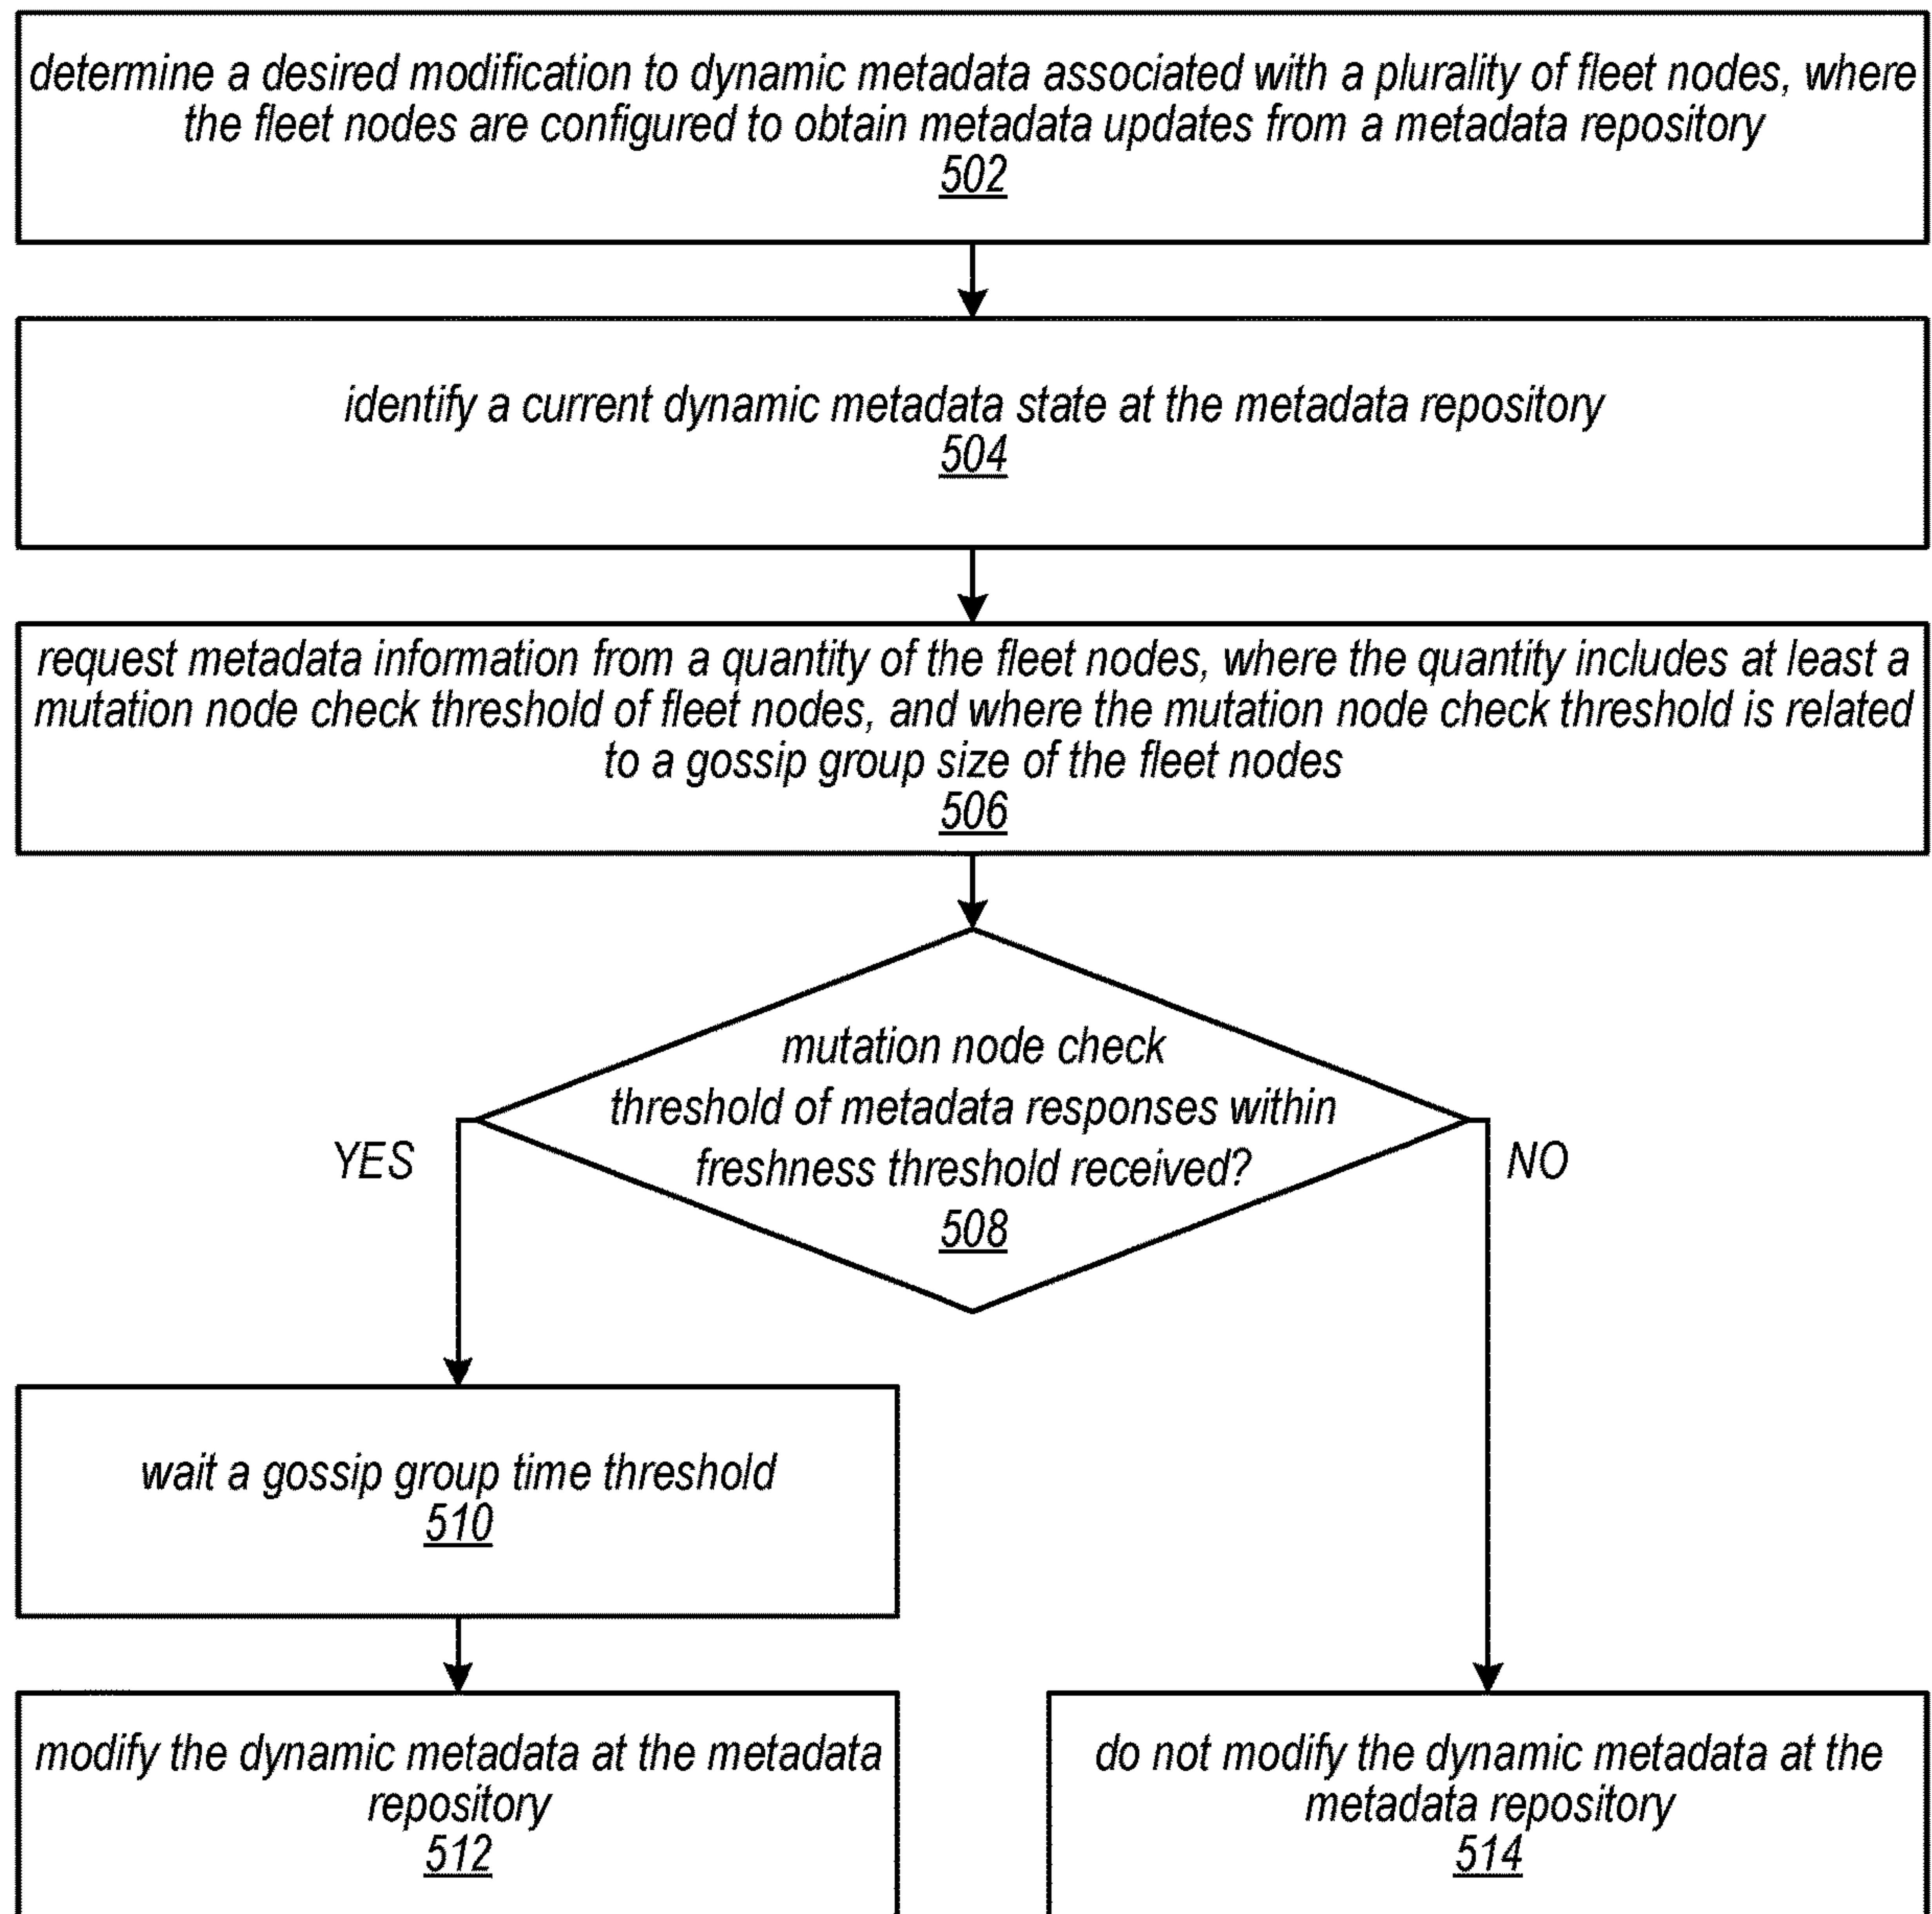 determine a desired modification to dynamic metadata associated with a plurality of fleet nodes, where
the fleet nodes are configured to obtain metadata updates from a metadata repository
502
identify a current dynamic metadata state at the metadata repository
504
request metadata information from a quantity of the fleet nodes, where the quantity includes at least a
mutation node check threshold of fleet nodes, and where the mutation node check threshold is related
to a gossip group size of the fleet nodes
506
mutation node check
threshold of metadata responses within
freshness threshold received?
508
YES
NO
wait a gossip group time threshold
510
modify the dynamic metadata at the metadata
repository
512
do not modify the dynamic metadata at the
metadata repository
514